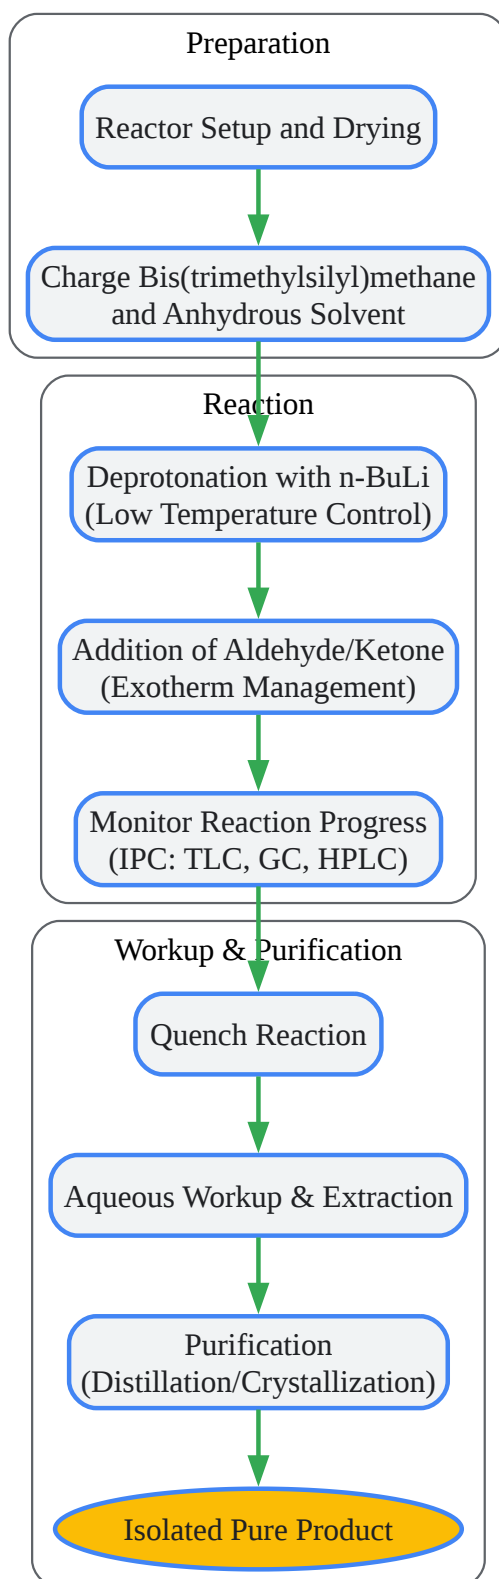 Preparation
Reactor Setup and Drying
Charge Bis(trimethylsilyl)methane
and Anhydrous Solvent
Reaction
Deprotonation with n-BuLi
(Low Temperature Control)
Addition of Aldehyde/Ketone
(Exotherm Management)
Monitor Reaction Progress
(IPC: TLC, GC, HPLC)
Workup & Purification
Quench Reaction
Aqueous Workup & Extraction
Purification
(Distillation/Crystallization)
Isolated Pure Product